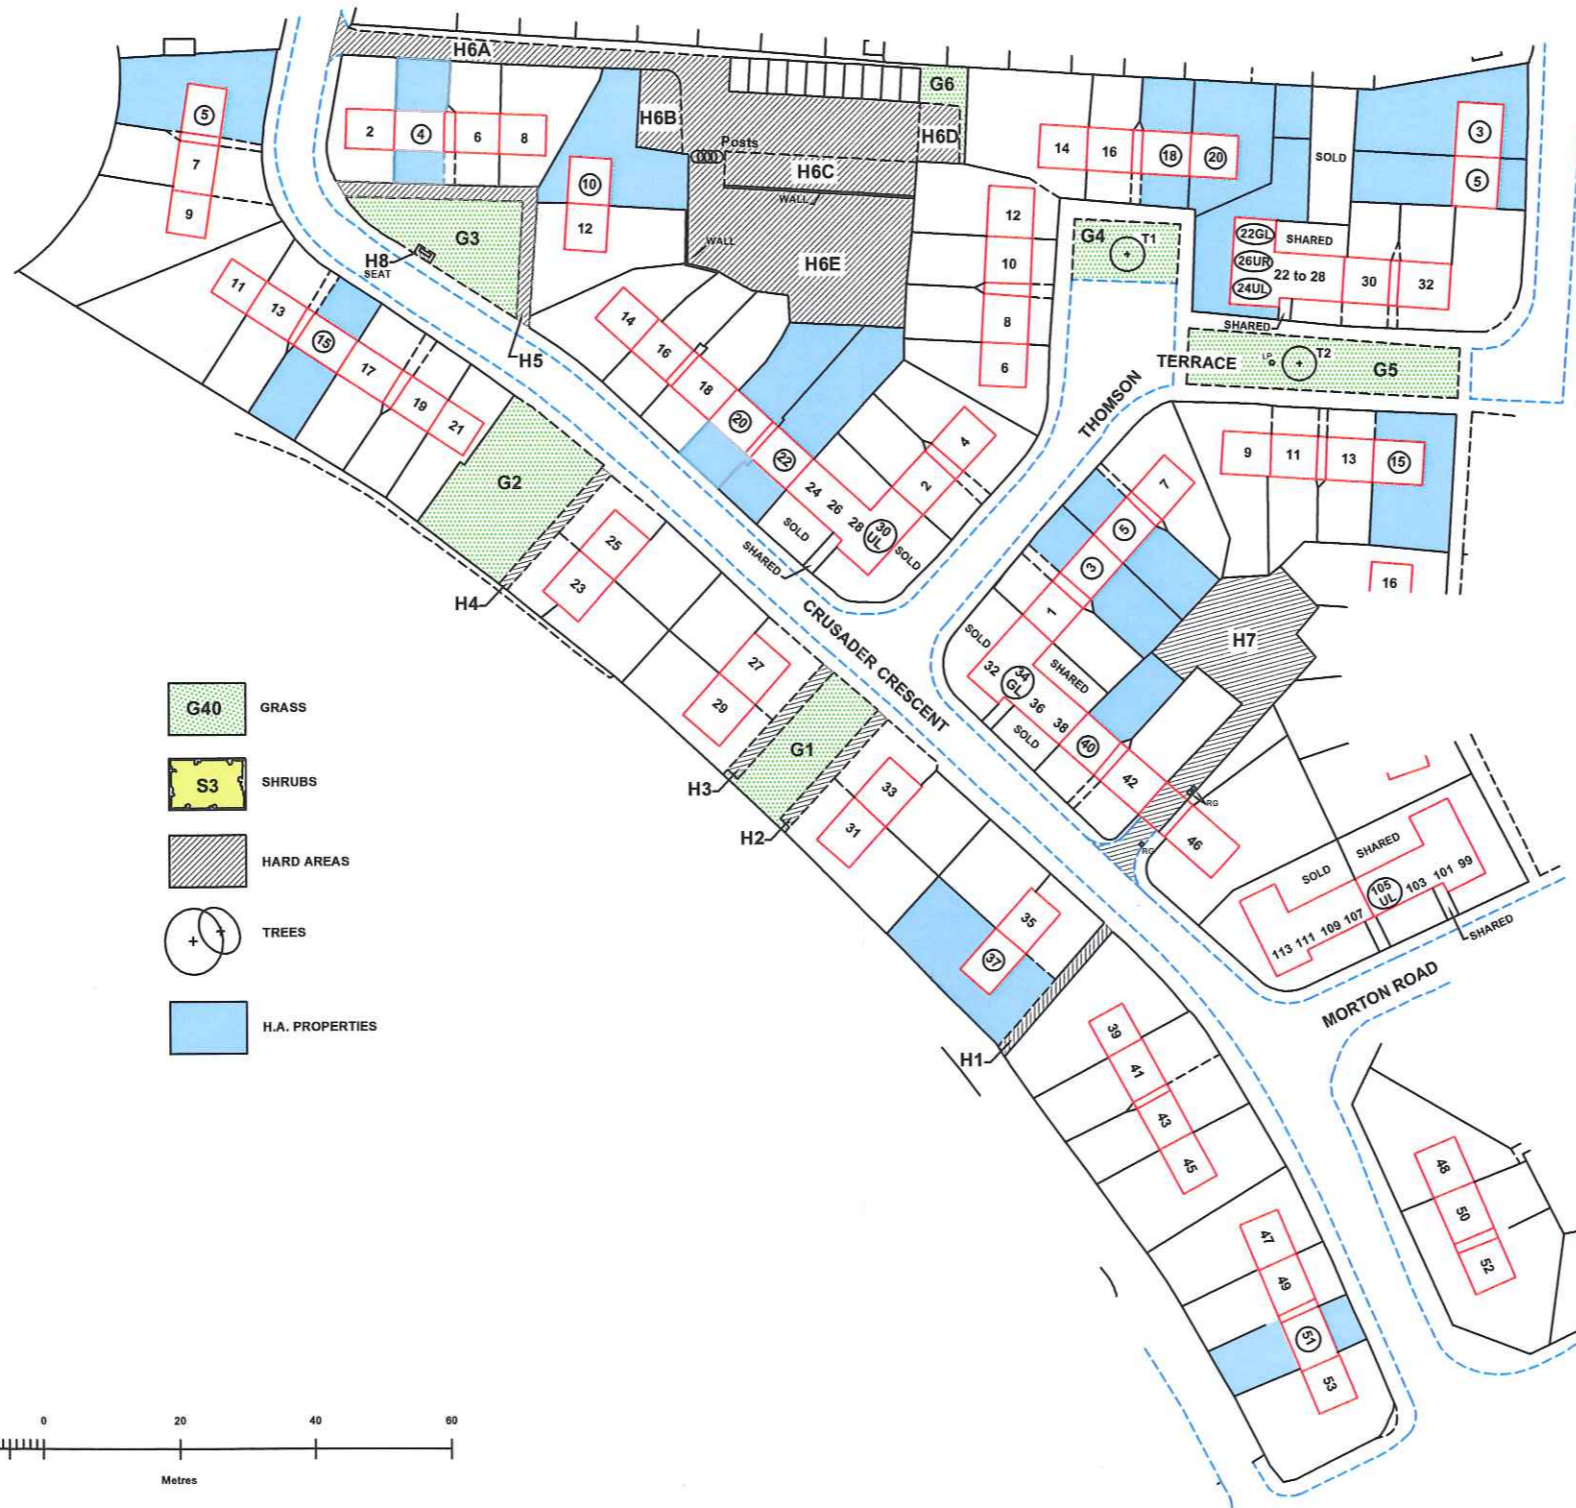 H6A
G6
5
7
9
2
4
6
8
10
12
H6B
Posts
H6C
WALL
H6D
WALL
H6E
14
16
18
20
SOLD
3
5
12
10
8
6
G4
T1
22GL
26UR
24UL
SHARED
22 to 28
30
32
SHARED
G3
H8
SEAT
H5
11
13
15
17
19
21
14
16
18
20
22
24
26
28
30
UL
SOLD
SOLD
SHARED
2
4
THOMSON
TERRACE
LP
T2
G5
9
11
13
15
16
G2
H4
25
23
27
29
CRUSADER CRESCENT
7
5
3
1
SOLD
32
34
GL
SHARED
36
38
40
42
SOLD
H7
RG
RG
46
G1
H3
H2
33
31
35
37
H1
SOLD
SHARED
113
111
109
107
105
UL
103
101
99
SHARED
MORTON ROAD
39
41
43
45
47
49
51
53
48
50
52
G40
GRASS
S3
SHRUBS
HARD AREAS
TREES
H.A. PROPERTIES
0 20 40 60
Metres